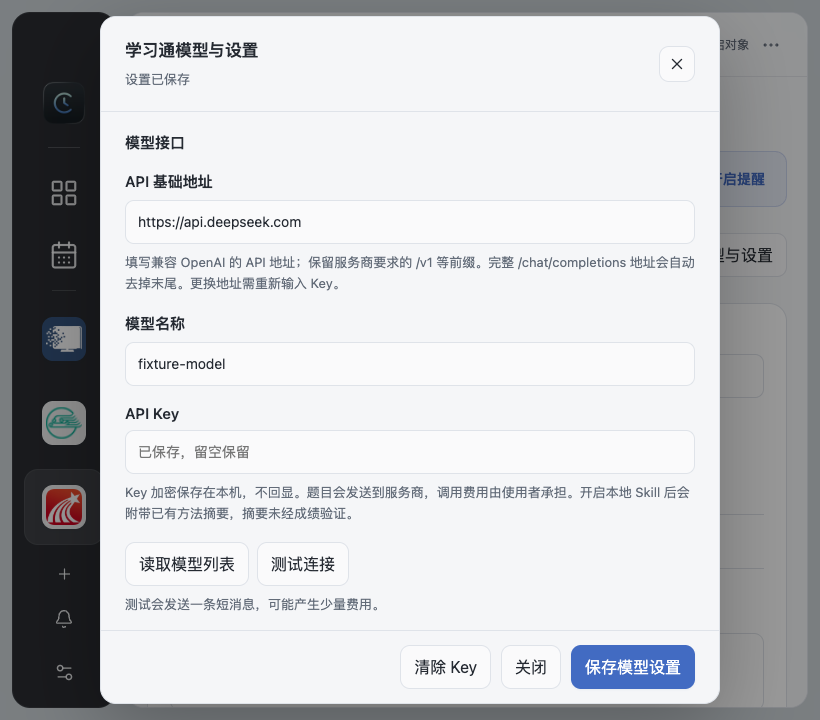 学习通模型与设置
设置已保存
启对象
模型接口
API 基础地址
开启提醒
https://api.deepseek.com
型与设置
填写兼容 OpenAI 的 API 地址；保留服务商要求的 /v1 等前缀。完整 /chat/completions 地址会自动
去掉末尾。更换地址需重新输入 Key。
模型名称
fixture-model
API Key
已保存，留空保留
Key 加密保存在本机，不回显。题目会发送到服务商，调用费用由使用者承担。开启本地 Skill 后会
附带已有方法摘要，摘要未经成绩验证。
读取模型列表
测试连接
测试会发送一条短消息，可能产生少量费用。
清除 Key
关闭
保存模型设置